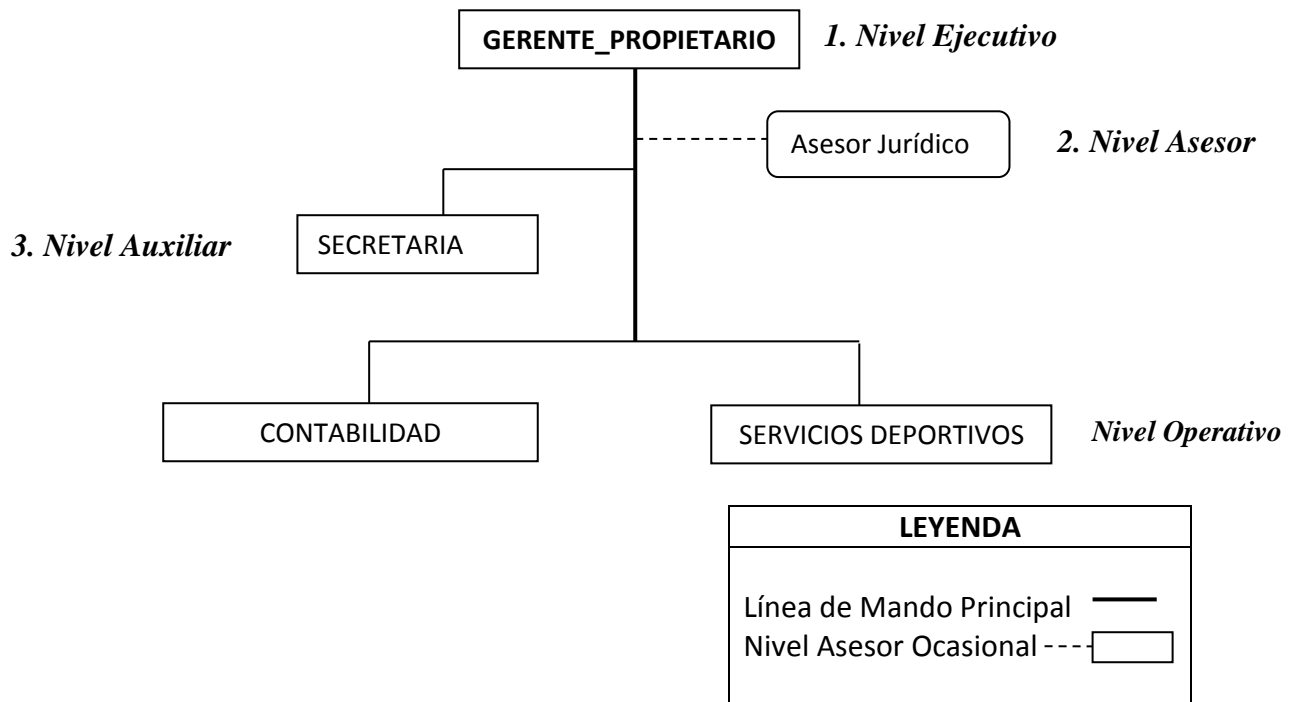 GERENTE_PROPIETARIO
1. Nivel Ejecutivo
Asesor Jurídico
2. Nivel Asesor
3. Nivel Auxiliar
SECRETARIA
CONTABILIDAD
SERVICIOS DEPORTIVOS
Nivel Operativo
LEYENDA
Línea de Mando Principal
Nivel Asesor Ocasional